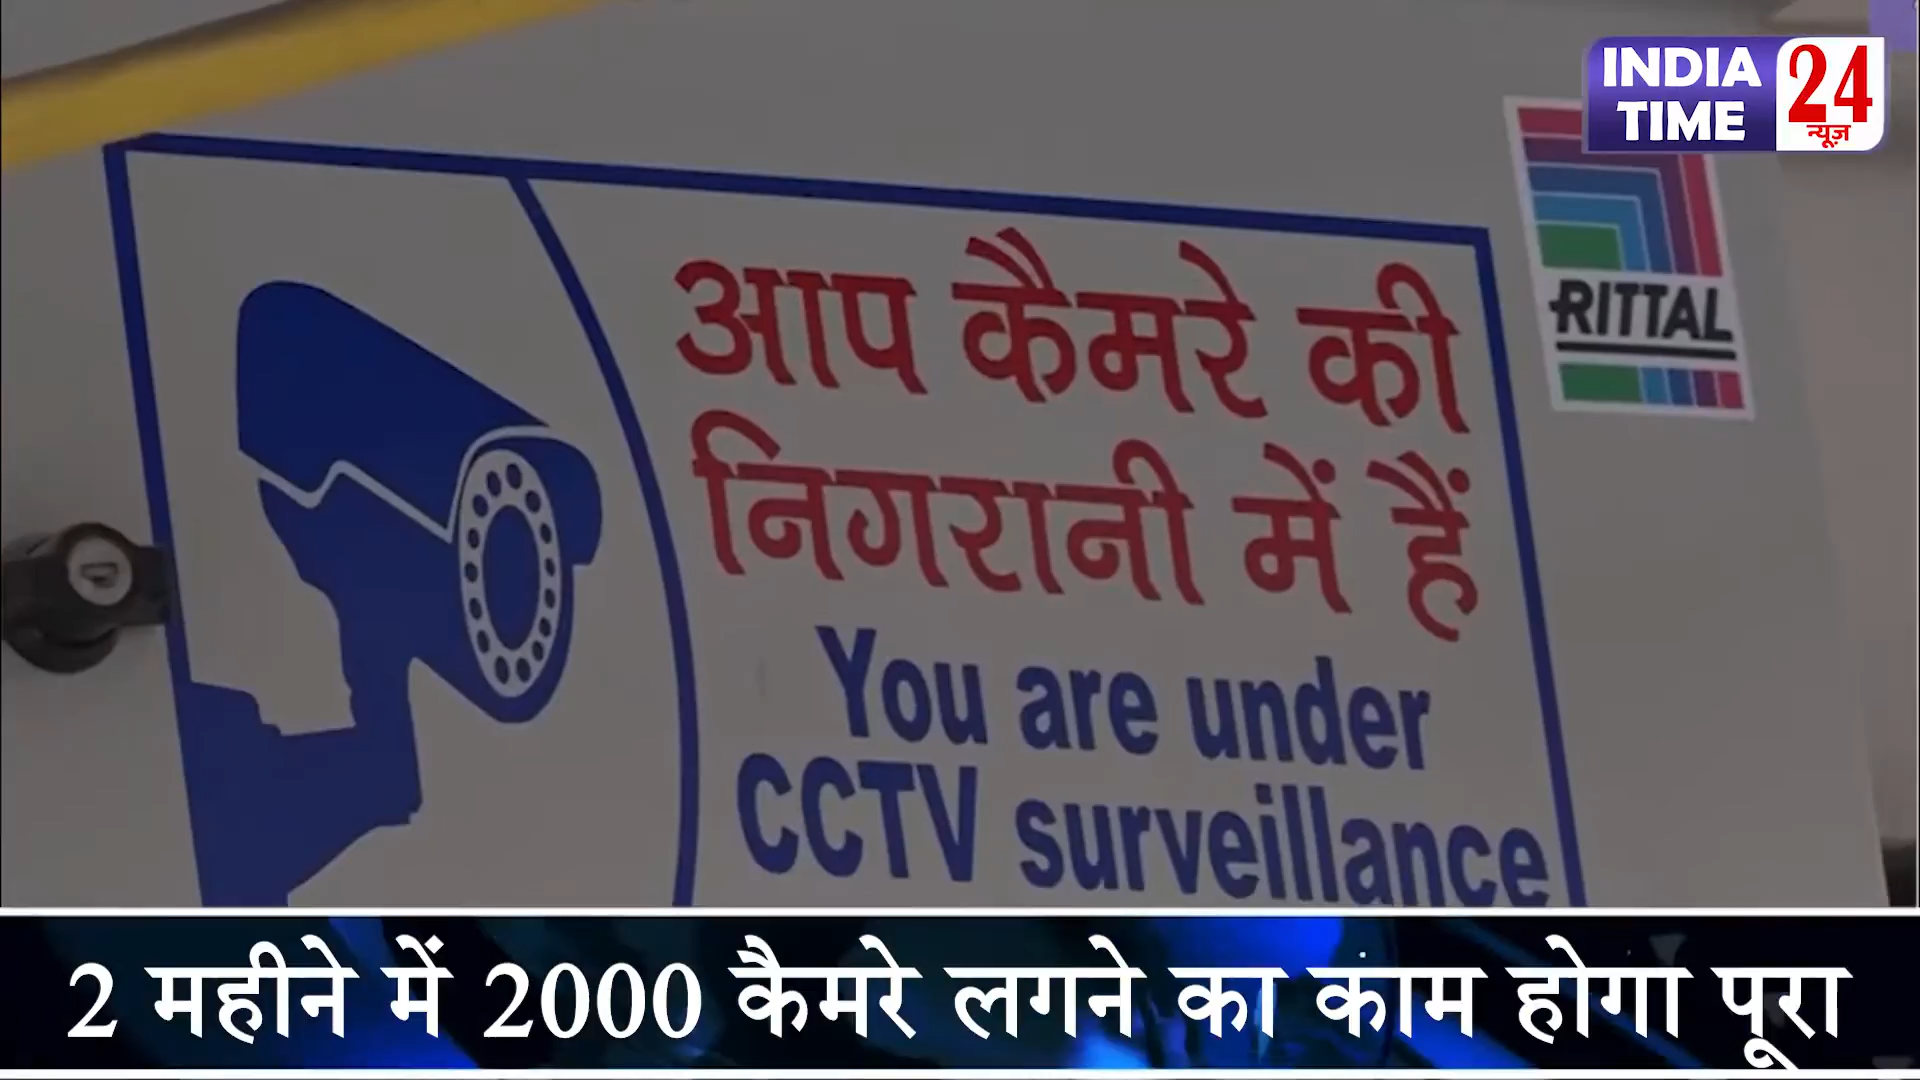 INDIA
TIME
24
न्यूज़
RITTAL
आप कैमरे की
निगरानी में हैं
You are under
CCTV surveillance
2 महीने में 2000 कैमरे लगने का काम होगा पूरा